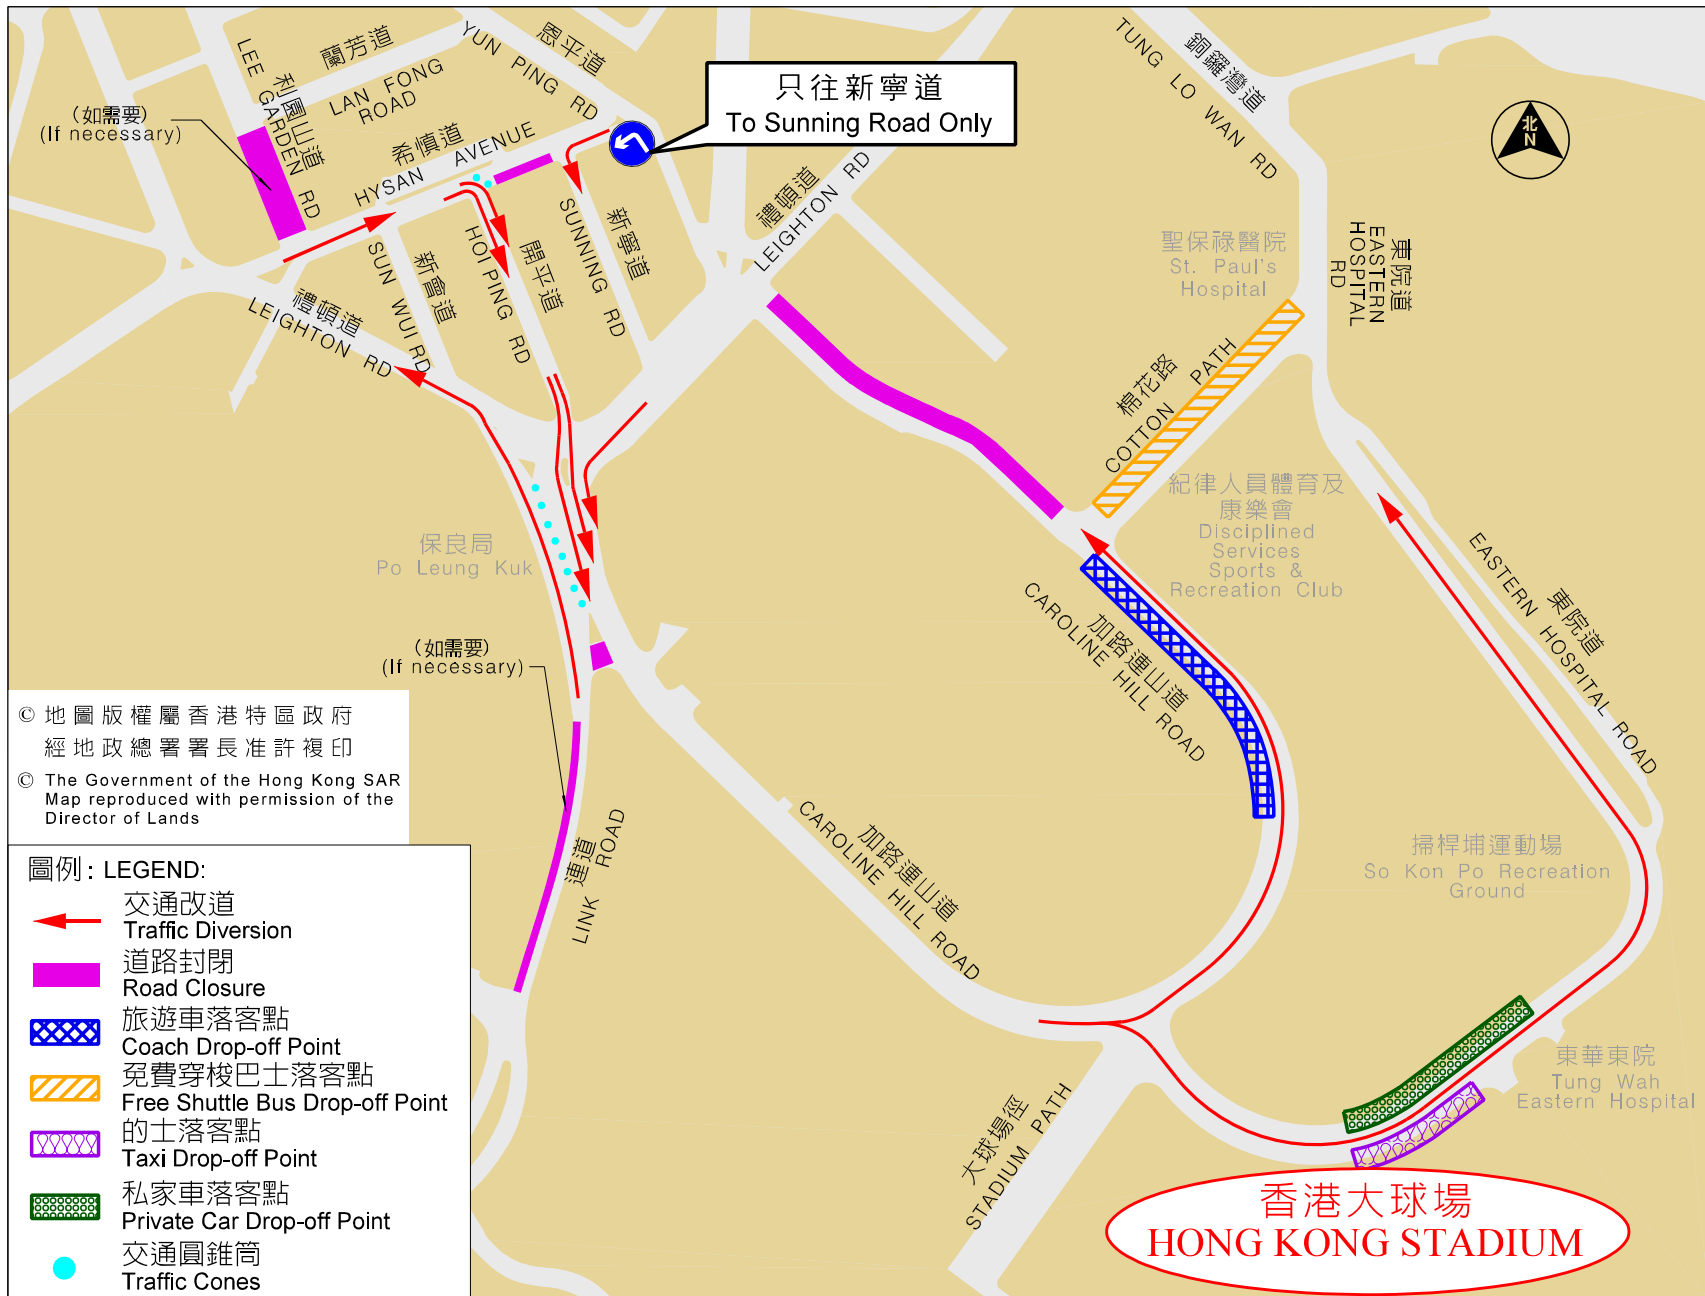 蘭芳道
LAN FONG
ROAD
恩平道
YUN PING RD
利園山道
LEE GARDEN RD
(如需要)
(If necessary)
希慎道
HYSAN AVENUE
只往新寧道
To Sunning Road Only
銅鑼灣道
TUNG LO WAN RD
北
N
禮頓道
LEIGHTON RD
新寧道
SUNNING RD
開平道
HOI PING RD
新會道
SUN WUI RD
禮頓道
LEIGHTON RD
聖保祿醫院
St. Paul's
Hospital
東院道
EASTERN
HOSPITAL
RD
棉花路
COTTON PATH
紀律人員體育及
康樂會
Disciplined
Services
Sports &
Recreation Club
保良局
Po Leung Kuk
東院道
EASTERN HOSPITAL ROAD
加路連山道
CAROLINE HILL ROAD
(如需要)
(If necessary)
連道
LINK ROAD
加路連山道
CAROLINE HILL ROAD
掃桿埔運動場
So Kon Po Recreation
Ground
東華東院
Tung Wah
Eastern Hospital
大球場徑
STADIUM PATH
香港大球場
HONG KONG STADIUM
© 地圖版權屬香港特區政府
經地政總署署長准許複印
© The Government of the Hong Kong SAR
Map reproduced with permission of the
Director of Lands
圖例: LEGEND:
交通改道
Traffic Diversion
道路封閉
Road Closure
旅遊車落客點
Coach Drop-off Point
免費穿梭巴士落客點
Free Shuttle Bus Drop-off Point
的士落客點
Taxi Drop-off Point
私家車落客點
Private Car Drop-off Point
交通圓錐筒
Traffic Cones